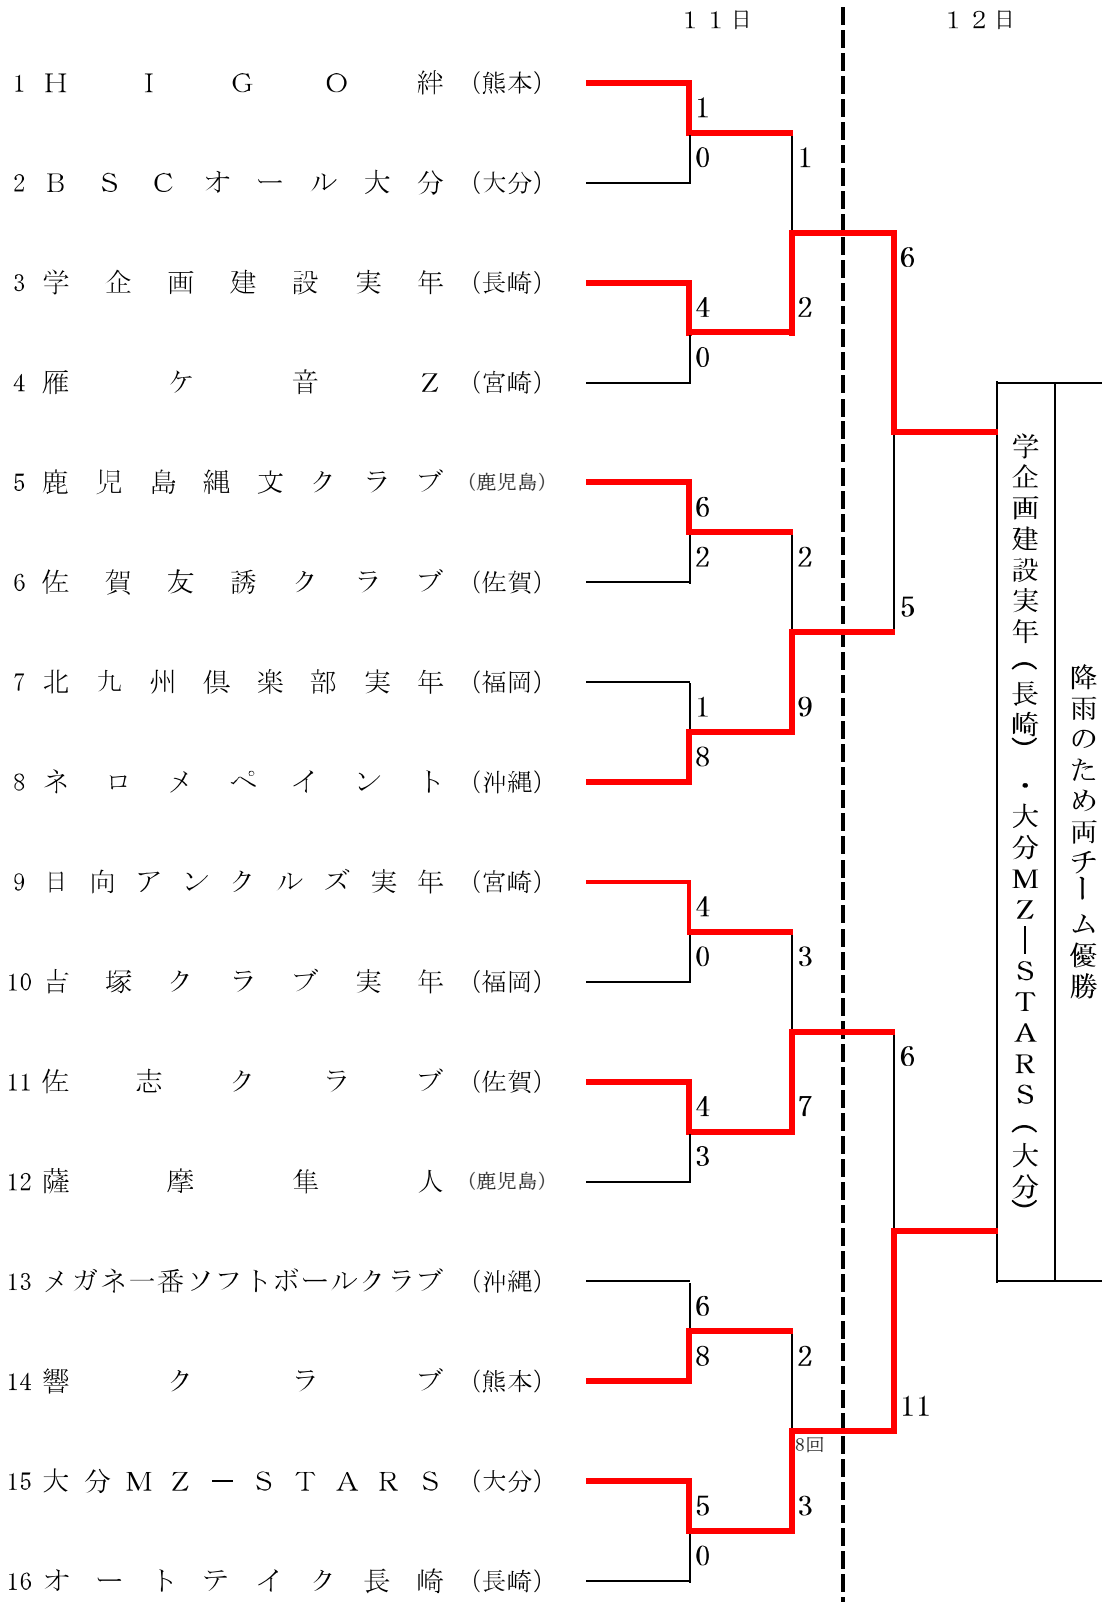 １１日
１２日
1 ＨＩＧＯ絆 （熊本）
1
0
1
2 ＢＳＣオール大分 （大分）
6
3 学企画建設実年 （長崎）
4
2
0
4 雁ケ音Ｚ （宮崎）
5 鹿児島縄文クラブ （鹿児島）
6
2
2
6 佐賀友誘クラブ （佐賀）
5
7 北九州倶楽部実年 （福岡）
1
9
8
8 ネロメペイント （沖縄）
9 日向アンクルズ実年 （宮崎）
4
0
3
10 吉塚クラブ実年 （福岡）
6
11 佐志クラブ （佐賀）
4
7
3
12 薩摩隼人 （鹿児島）
13 メガネ一番ソフトボールクラブ （沖縄）
6
8
2
14 響クラブ （熊本）
11
8回
15 大分ＭＺ－ＳＴＡＲＳ （大分）
5
3
0
16 オートテイク長崎 （長崎）
降雨のため両チーム優勝
学企画建設実年（長崎）・大分ＭＺ－ＳＴＡＲＳ（大分）